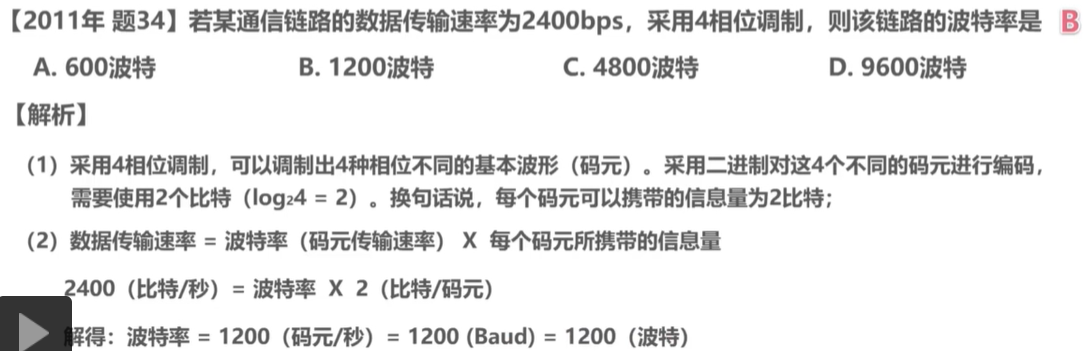 【2011年 题34】若某通信链路的数据传输速率为2400bps，采用4相位调制，则该链路的波特率是 B
A. 600波特 B. 1200波特 C. 4800波特 D. 9600波特
【解析】
（1）采用4相位调制，可以调制出4种相位不同的基本波形（码元）。采用二进制对这4个不同的码元进行编码，
需要使用2个比特（log₂4 = 2）。换句话说，每个码元可以携带的信息量为2比特；
（2）数据传输速率 = 波特率（码元传输速率） X 每个码元所携带的信息量
2400（比特/秒）= 波特率 X 2（比特/码元）
解得：波特率 = 1200（码元/秒）= 1200 (Baud) = 1200（波特）